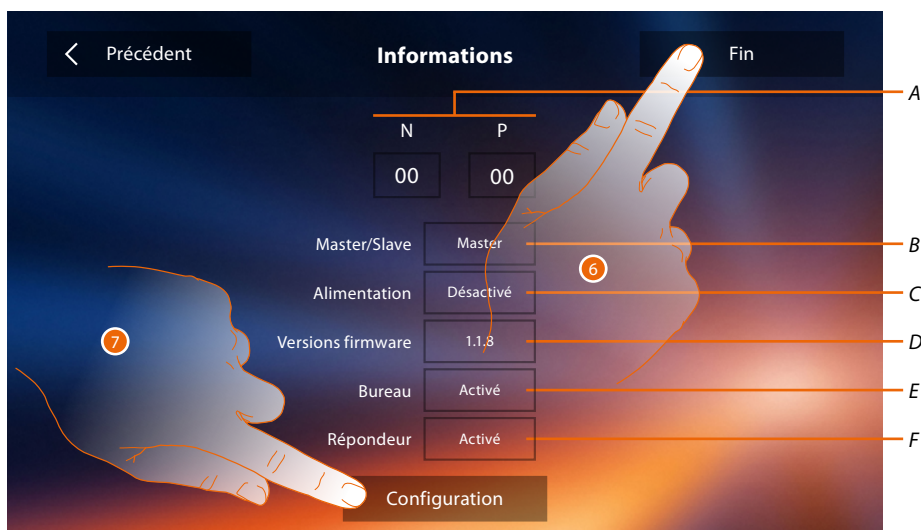 Précédent
Informations
Fin
A
N P
00 00
Master/Slave Master
B
6
Alimentation Désactivé
C
7
Versions firmware 1.1.8
D
Bureau Activé
E
Répondeur Activé
F
Configuration